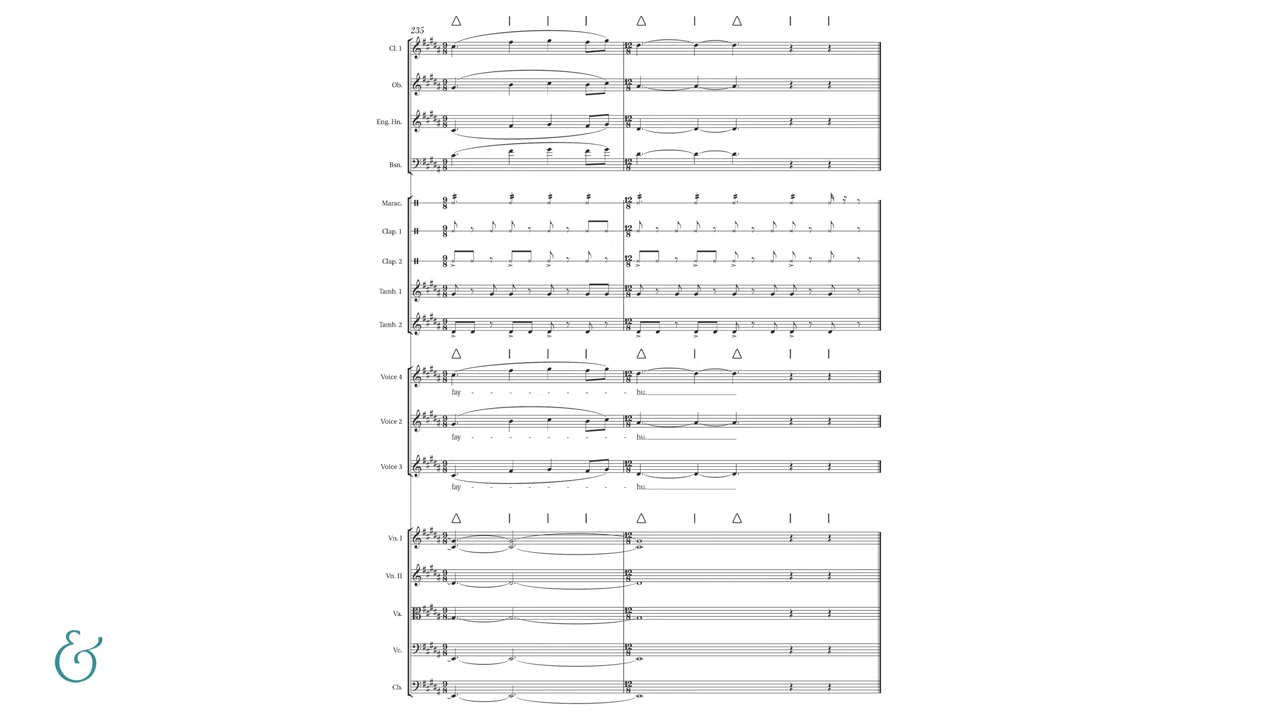 235
Cl. 1
Ob.
Eng. Hn.
Bsn.
Marac.
Clap. 1
Clap. 2
Tamb. 1
Tamb. 2
Voice 4
fay - - - - - - - - hu.
Voice 2
fay - - - - - - - - hu.
Voice 3
fay - - - - - - - - hu.
Vn. I
Vn. II
Va.
Vc.
Cb.
&